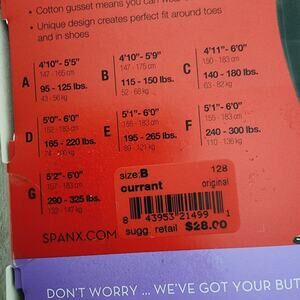 • Cotton gusset means you can
• Unique design creates perfect fit around toes
and in shoes
A
4'10" - 5'5"
147 - 165 cm
95 - 125 lbs.
43 - 56 kg
B
4'10" - 5'9"
147 - 175 cm
115 - 150 lbs.
52 - 68 kg
C
4'11" - 6'0"
150 - 183 cm
140 - 180 lbs.
63 - 82 kg
D
5'0" - 6'0"
152 - 183 cm
165 - 220 lbs.
E
5'1" - 6'0"
155 - 183 cm
195 - 265 lbs.
89 - 121 kg
F
5'1" - 6'0"
155 - 183 cm
240 - 300 lbs.
110 - 136 kg
G
5'2" - 6'0"
157 - 183 cm
290 - 325 lbs.
132 - 147 kg
size:B 128
currant original
8 43953 21499 1
sugg. retail $28.00
SPANX.COM
DON'T WORRY ... WE'VE GOT YOUR BUT